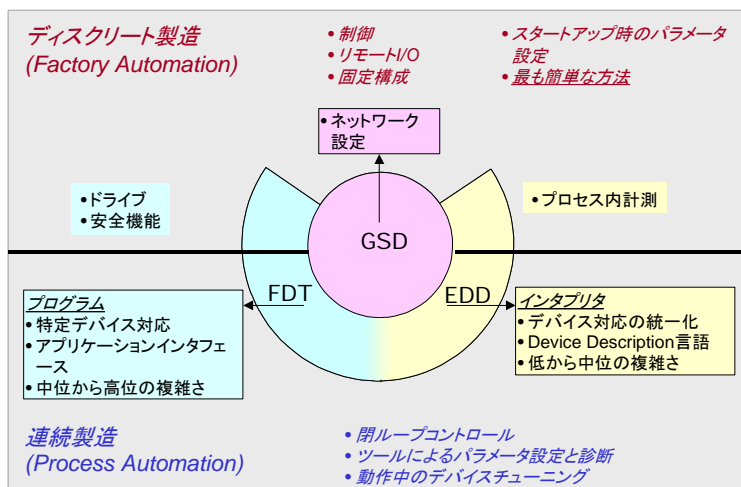 ディスクリート製造
(Factory Automation)
• 制御
• リモートI/O
• 固定構成
• スタートアップ時のパラメータ
設定
• 最も簡単な方法
• ネットワーク
設定
• ドライブ
• 安全機能
• プロセス内計測
GSD
FDT
EDD
プログラム
• 特定デバイス対応
• アプリケーションインタフェ
ース
• 中位から高位の複雑さ
インタプリタ
• デバイス対応の統一化
• Device Description言語
• 低から中位の複雑さ
連続製造
(Process Automation)
• 閉ループコントロール
• ツールによるパラメータ設定と診断
• 動作中のデバイスチューニング